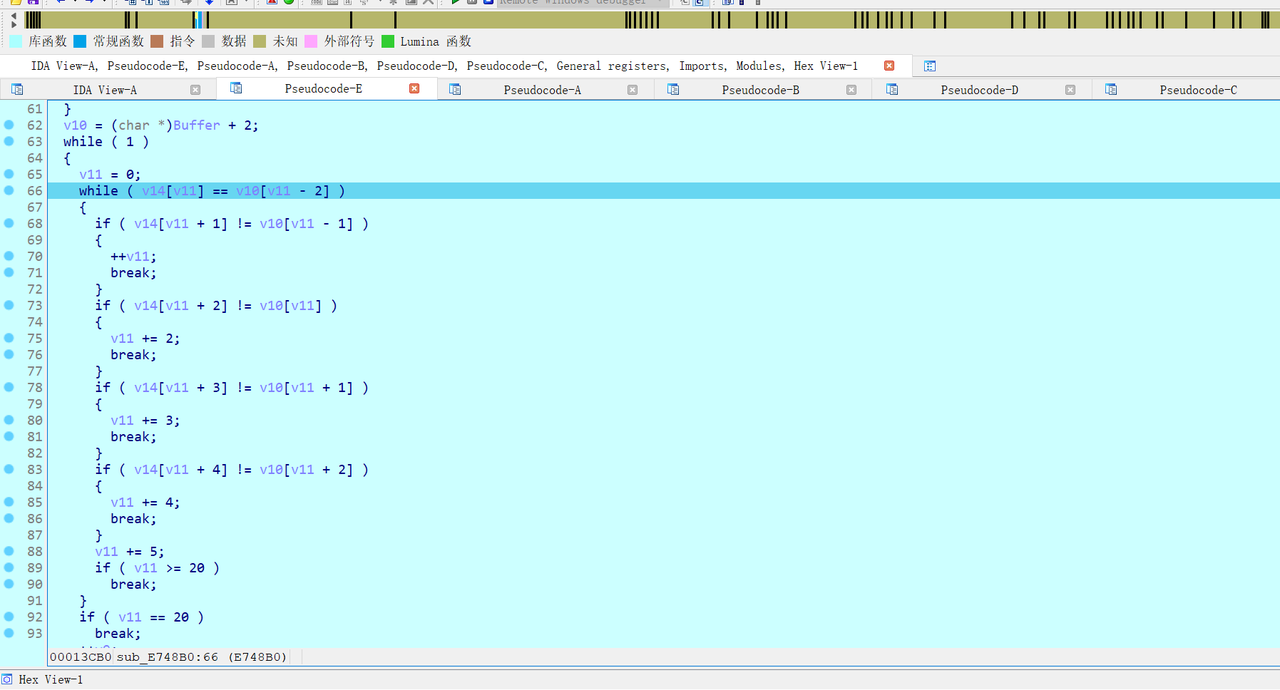 Remote Windows debugger
库函数 常规函数 指令 数据 未知 外部符号 Lumina 函数
IDA View-A, Pseudocode-E, Pseudocode-A, Pseudocode-B, Pseudocode-D, Pseudocode-C, General registers, Imports, Modules, Hex View-1
IDA View-A Pseudocode-E Pseudocode-A Pseudocode-B Pseudocode-D Pseudocode-C
61 }
62 v10 = (char *)Buffer + 2;
63 while ( 1 )
64 {
65 v11 = 0;
66 while ( v14[v11] == v10[v11 - 2] )
67 {
68 if ( v14[v11 + 1] != v10[v11 - 1] )
69 {
70 ++v11;
71 break;
72 }
73 if ( v14[v11 + 2] != v10[v11] )
74 {
75 v11 += 2;
76 break;
77 }
78 if ( v14[v11 + 3] != v10[v11 + 1] )
79 {
80 v11 += 3;
81 break;
82 }
83 if ( v14[v11 + 4] != v10[v11 + 2] )
84 {
85 v11 += 4;
86 break;
87 }
88 v11 += 5;
89 if ( v11 >= 20 )
90 break;
91 }
92 if ( v11 == 20 )
93 break;
00013CB0 sub_E748B0:66 (E748B0)
Hex View-1